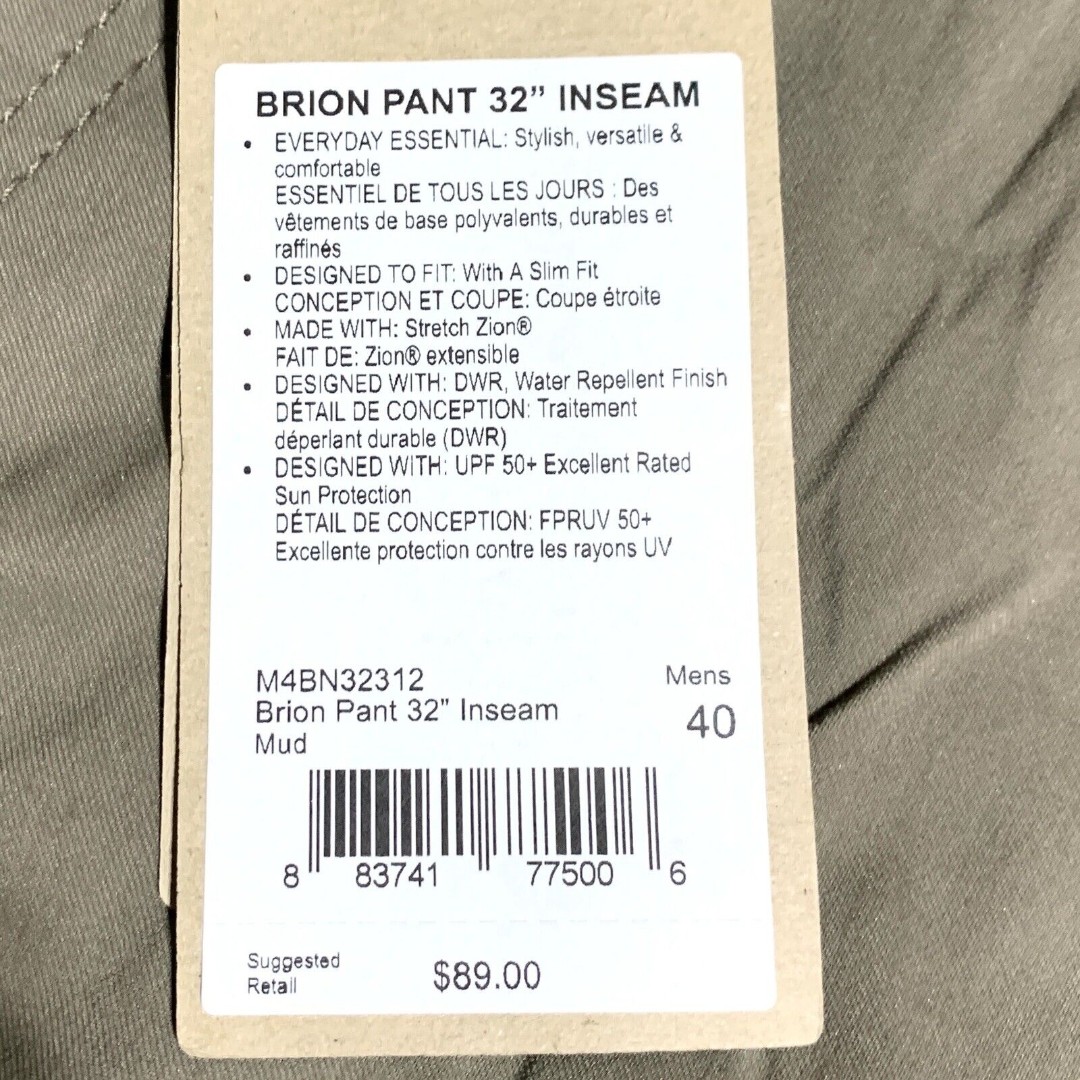 BRION PANT 32” INSEAM
• EVERYDAY ESSENTIAL: Stylish, versatile &
comfortable
ESSENTIEL DE TOUS LES JOURS : Des
vêtements de base polyvalents, durables et
raffinés
• DESIGNED TO FIT: With A Slim Fit
CONCEPTION ET COUPE: Coupe étroite
• MADE WITH: Stretch Zion®
FAIT DE: Zion® extensible
• DESIGNED WITH: DWR, Water Repellent Finish
DÉTAIL DE CONCEPTION: Traitement
déperlant durable (DWR)
• DESIGNED WITH: UPF 50+ Excellent Rated
Sun Protection
DÉTAIL DE CONCEPTION: FPRUV 50+
Excellente protection contre les rayons UV
M4BN32312
Brion Pant 32" Inseam
Mud
Mens
40
8 83741 77500 6
Suggested
Retail
$89.00